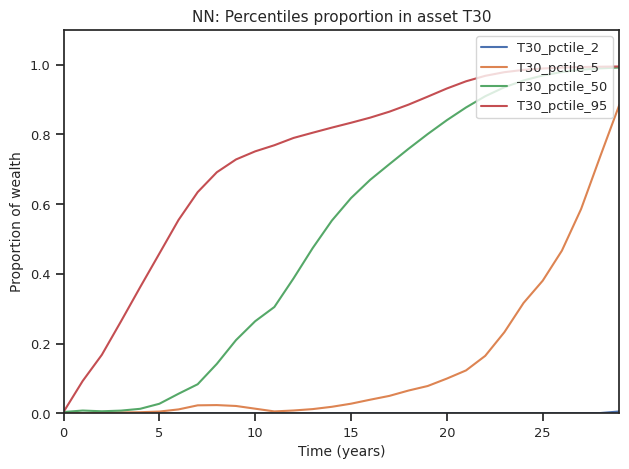 NN: Percentiles proportion in asset T30
T30_pctile_2
T30_pctile_5
T30_pctile_50
T30_pctile_95
Proportion of wealth
1.0
0.8
0.6
0.4
0.2
0.0
0 5 10 15 20 25
Time (years)